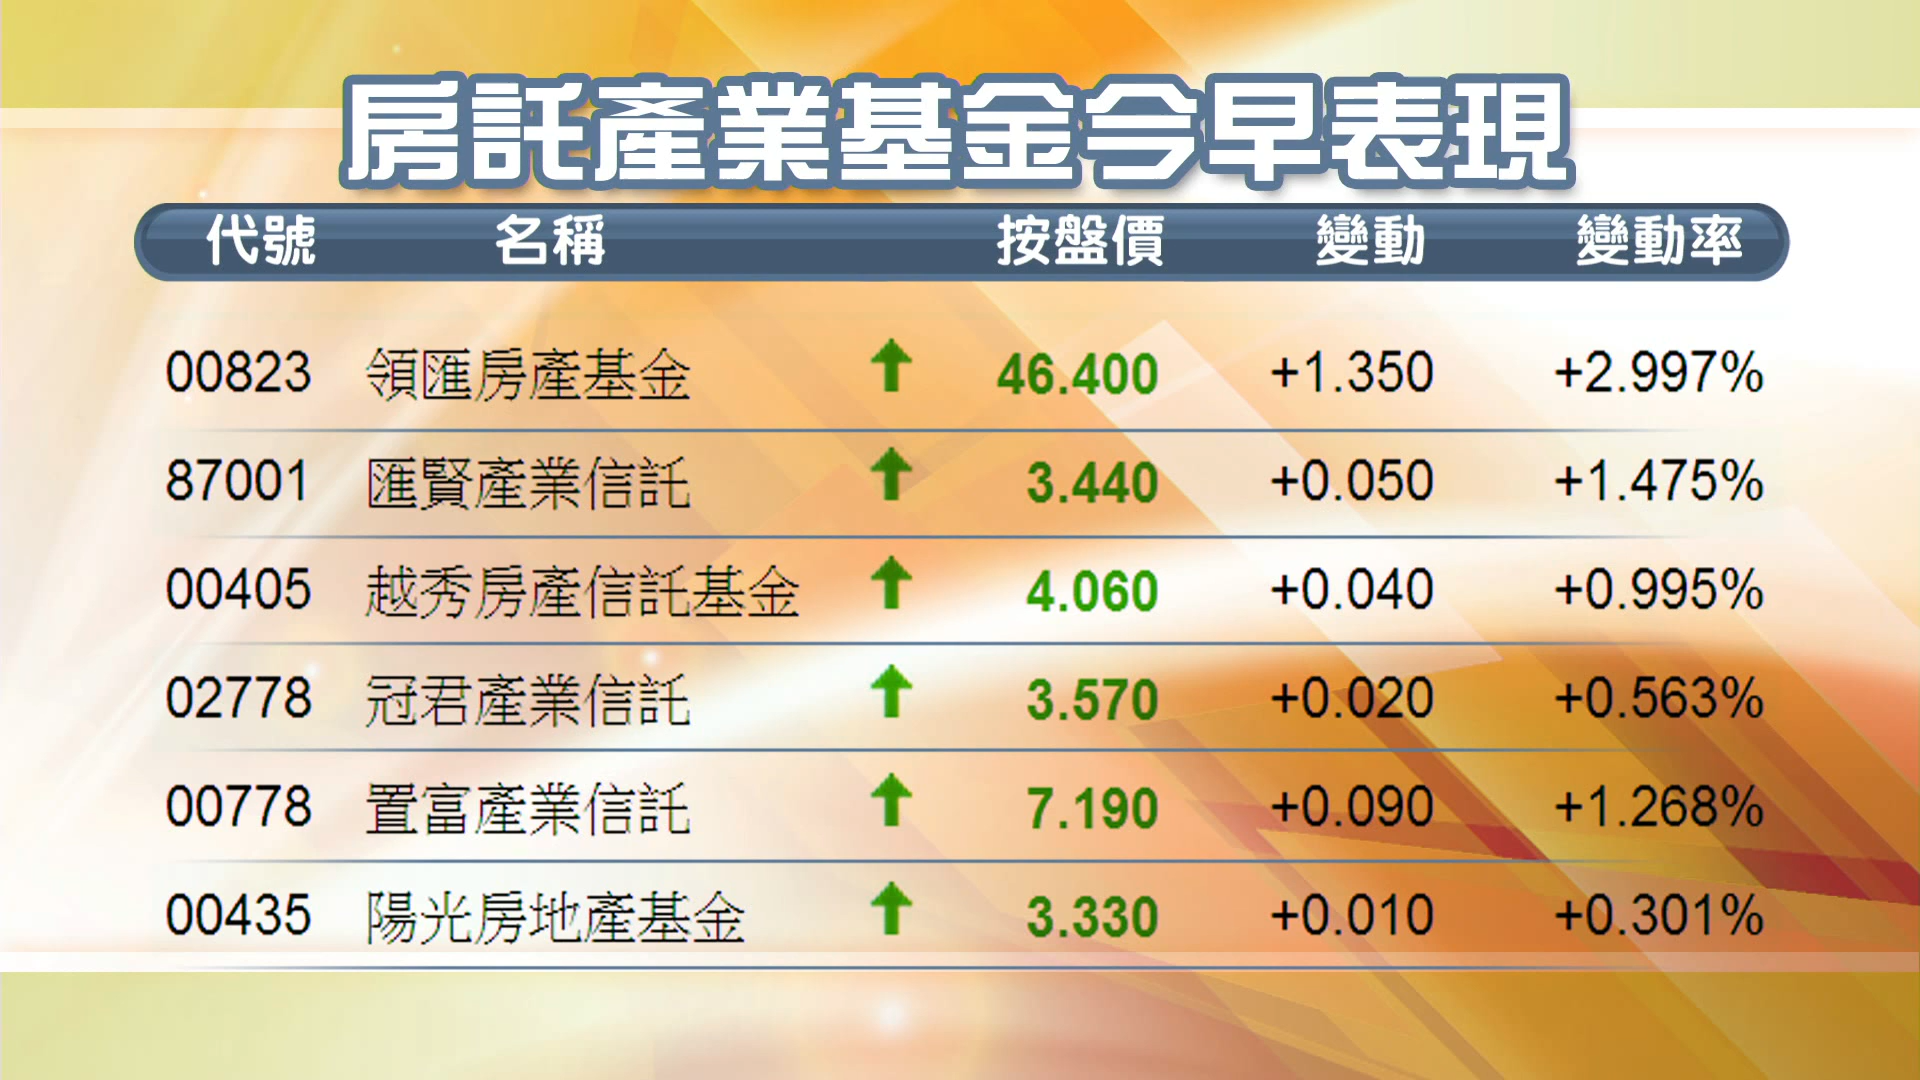 房託產業基金今早表現
代號 名稱 按盤價 變動 變動率
00823 領匯房產基金 46.400 +1.350 +2.997%
87001 匯賢產業信託 3.440 +0.050 +1.475%
00405 越秀房產信託基金 4.060 +0.040 +0.995%
02778 冠君產業信託 3.570 +0.020 +0.563%
00778 置富產業信託 7.190 +0.090 +1.268%
00435 陽光房地產基金 3.330 +0.010 +0.301%